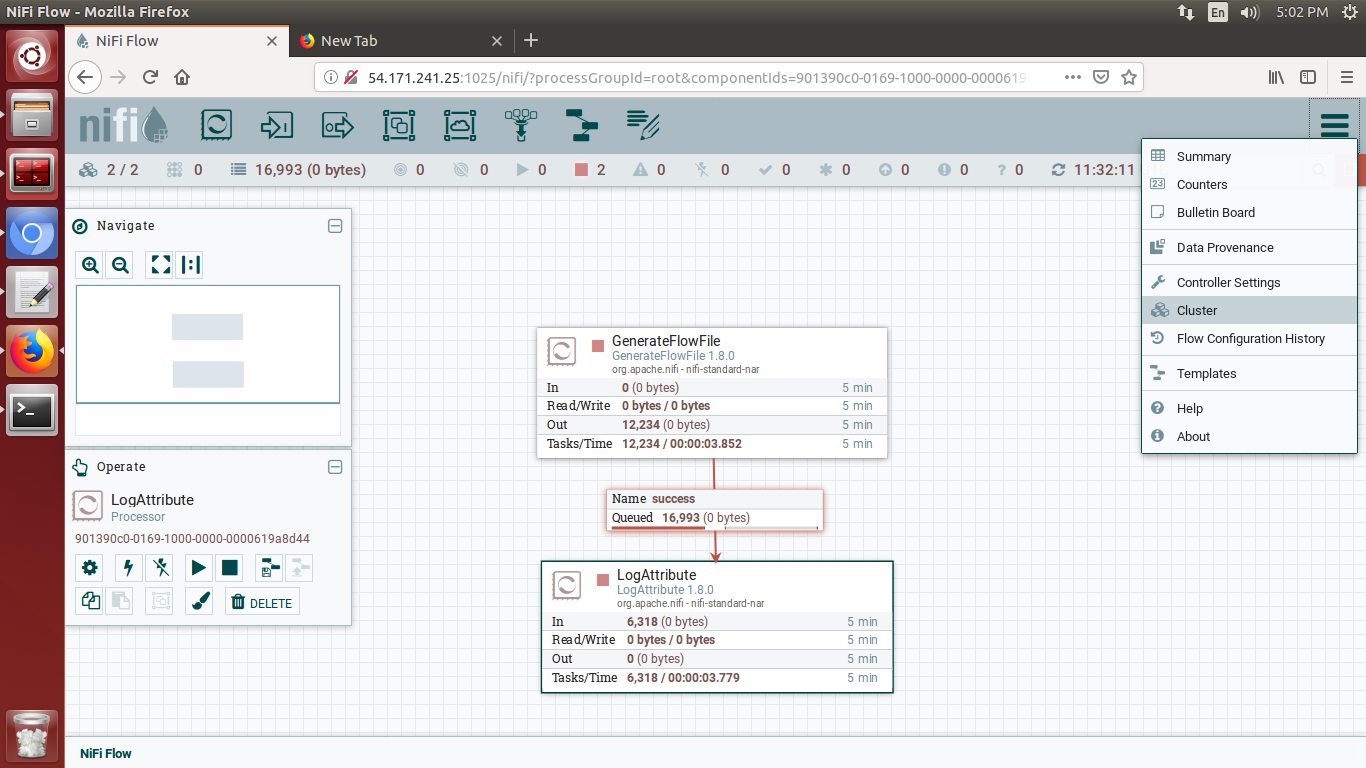 NiFi Flow - Mozilla Firefox
En
5:02 PM
NiFi Flow
New Tab
54.171.241.25:1025/nifi/?processGroupId=root&componentIds=901390c0-0169-1000-0000-0000619
nifi
2 / 2
0
16,993 (0 bytes)
0
0
0
2
0
0
0
0
0
0
0
11:32:11
Summary
23 Counters
Bulletin Board
Data Provenance
Controller Settings
Cluster
Flow Configuration History
Templates
Help
About
Navigate
Operate
LogAttribute
Processor
901390c0-0169-1000-0000-0000619a8d44
DELETE
GenerateFlowFile
GenerateFlowFile 1.8.0
org.apache.nifi - nifi-standard-nar
In 0 (0 bytes) 5 min
Read/Write 0 bytes / 0 bytes 5 min
Out 12,234 (0 bytes) 5 min
Tasks/Time 12,234 / 00:00:03.852 5 min
Name success
Queued 16,993 (0 bytes)
LogAttribute
LogAttribute 1.8.0
org.apache.nifi - nifi-standard-nar
In 6,318 (0 bytes) 5 min
Read/Write 0 bytes / 0 bytes 5 min
Out 0 (0 bytes) 5 min
Tasks/Time 6,318 / 00:00:03.779 5 min
NiFi Flow